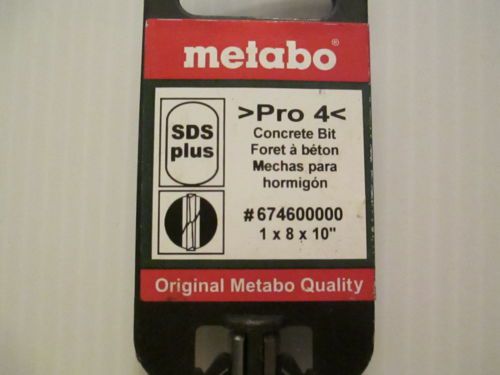 metabo®
SDS
plus
>Pro 4<
Concrete Bit
Foret à béton
Mechas para
hormigón
#674600000
1 x 8 x 10"
Original Metabo Quality